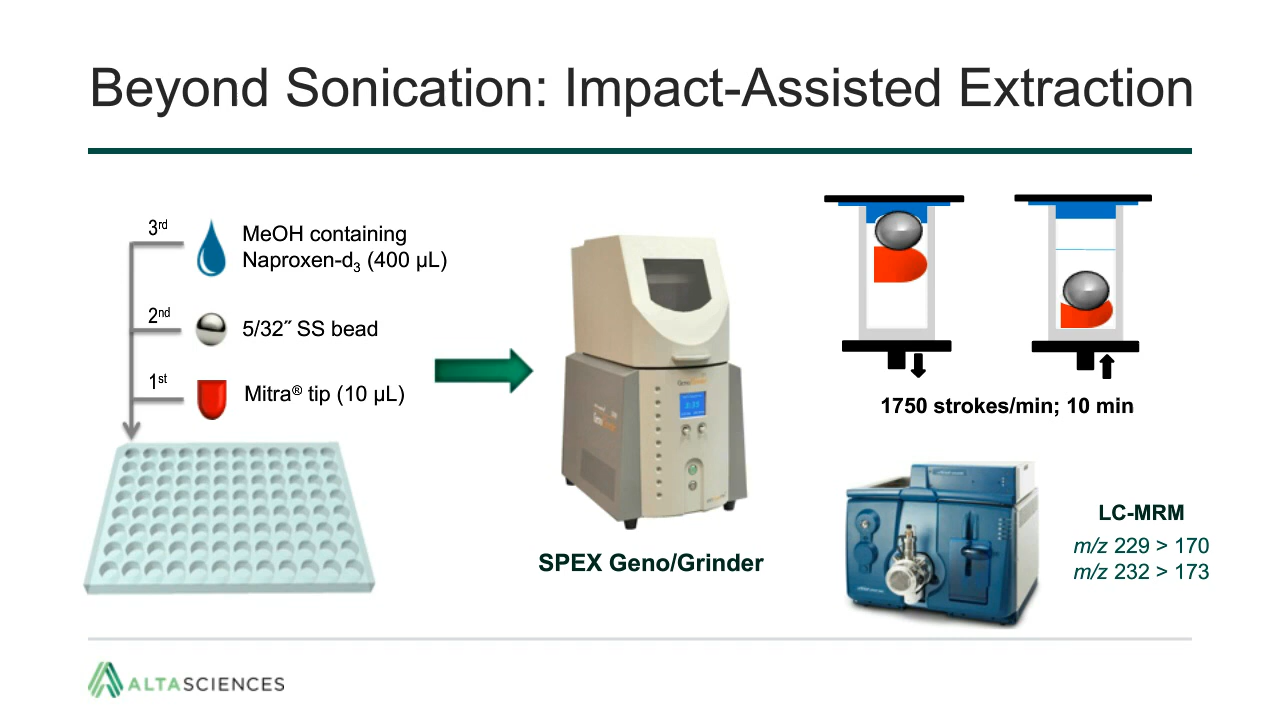 Beyond Sonication: Impact-Assisted Extraction
3rd
MeOH containing
Naproxen-d3 (400 µL)
2nd
5/32˝ SS bead
1st
Mitra® tip (10 µL)
SPEX Geno/Grinder
1750 strokes/min; 10 min
LC-MRM
m/z 229 > 170
m/z 232 > 173
ALTASCIENCES